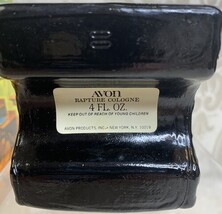 AVON
RAPTURE COLOGNE
4 FL. OZ.
KEEP OUT OF REACH OF YOUNG CHILDREN
AVON PRODUCTS, INC. NEW YORK, N.Y. 10019